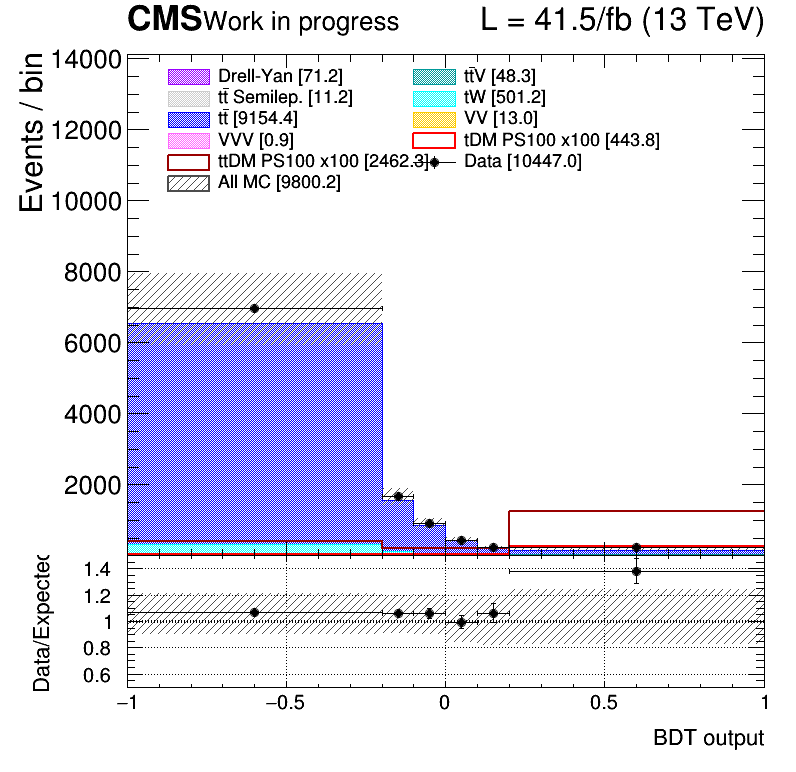 CMS Work in progress L = 41.5/fb (13 TeV)
Events / bin
14000
12000
10000
8000
6000
4000
2000
Drell-Yan [71.2]
tt̄V [48.3]
tt̄ Semilep. [11.2]
tW [501.2]
tt̄ [9154.4]
VV [13.0]
VVV [0.9]
tDM PS100 x100 [443.8]
ttDM PS100 x100 [2462.3]
Data [10447.0]
All MC [9800.2]
Data/Expected
1.4
1.2
1
0.8
0.6
−1 −0.5 0 0.5 1
BDT output